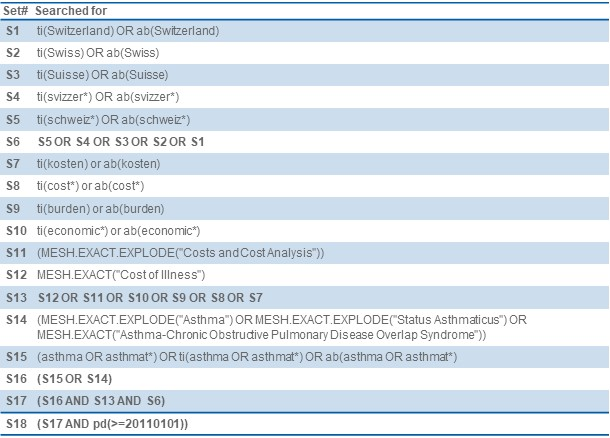 Set# Searched for
S1 ti(Switzerland) OR ab(Switzerland)
S2 ti(Swiss) OR ab(Swiss)
S3 ti(Suisse) OR ab(Suisse)
S4 ti(svizzer*) OR ab(svizzer*)
S5 ti(schweiz*) OR ab(schweiz*)
S6 S5 OR S4 OR S3 OR S2 OR S1
S7 ti(kosten) or ab(kosten)
S8 ti(cost*) or ab(cost*)
S9 ti(burden) or ab(burden)
S10 ti(economic*) or ab(economic*)
S11 (MESH.EXACT.EXPLODE("Costs and Cost Analysis"))
S12 MESH.EXACT("Cost of Illness")
S13 S12 OR S11 OR S10 OR S9 OR S8 OR S7
S14 (MESH.EXACT.EXPLODE("Asthma") OR MESH.EXACT.EXPLODE("Status Asthmaticus") OR
MESH.EXACT("Asthma-Chronic Obstructive Pulmonary Disease Overlap Syndrome"))
S15 (asthma OR asthmat*) OR ti(asthma OR asthmat*) OR ab(asthma OR asthmat*)
S16 (S15 OR S14)
S17 (S16 AND S13 AND S6)
S18 (S17 AND pd(>=20110101))